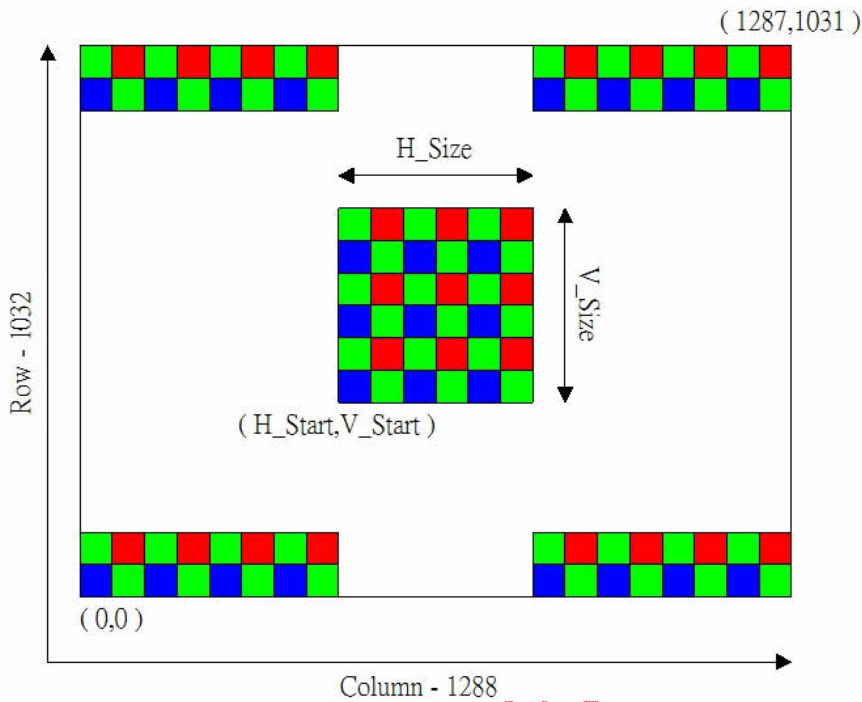 ( 1287,1031 )
H_Size
V_Size
Row - 1032
( H_Start,V_Start )
( 0,0 )
Column - 1288